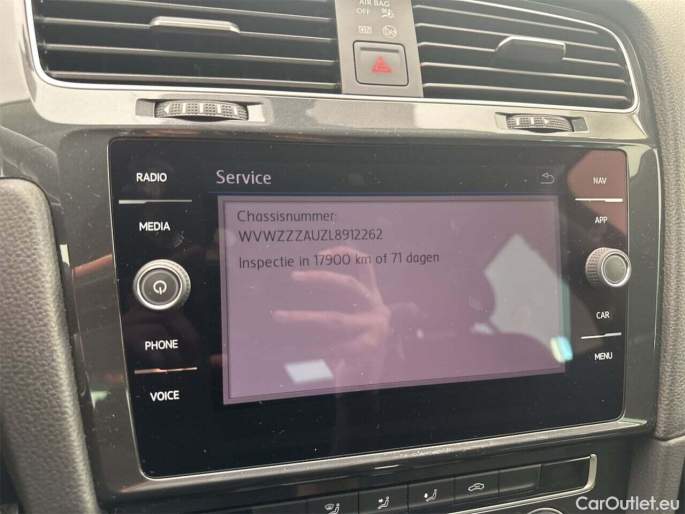 AIR BAG
OFF
RADIO
MEDIA
PHONE
VOICE
Service
Chassisnummer:
WVWZZZAUZL8912262
Inspectie in 17900 km of 71 dagen
NAV
APP
CAR
MENU
CarOutlet.eu